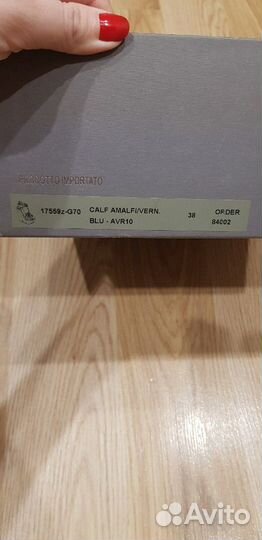 PRODOTTO IMPORTATO
17559z-G70 CALF AMALFI/VERN. 38 ORDER
BLU - AVR10 84002
Avito